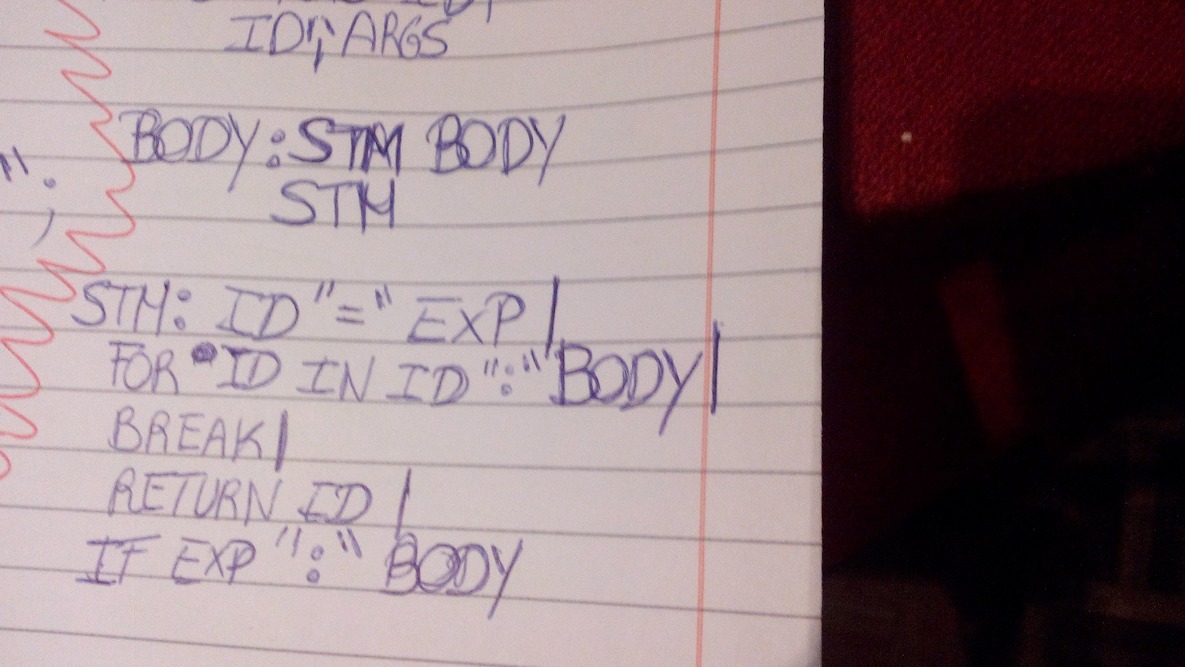 ID","ARGS
BODY:STM BODY
STM
";
STM: ID "=" EXP |
FOR ID IN ID ":" BODY |
BREAK |
RETURN ID |
IF EXP ":" BODY